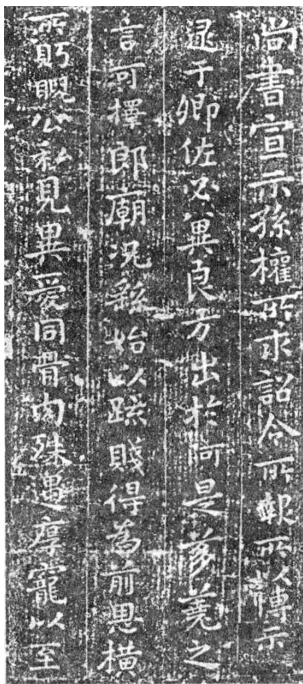 尚書宣示孫權所求詔令所報所以博示
逮于卿佐必異良方出於阿是芻蕘之
言可擇郎廟況繇始以疏賤得為前恩橫
所貺睨公私見異愛同骨肉殊遇厚寵以至